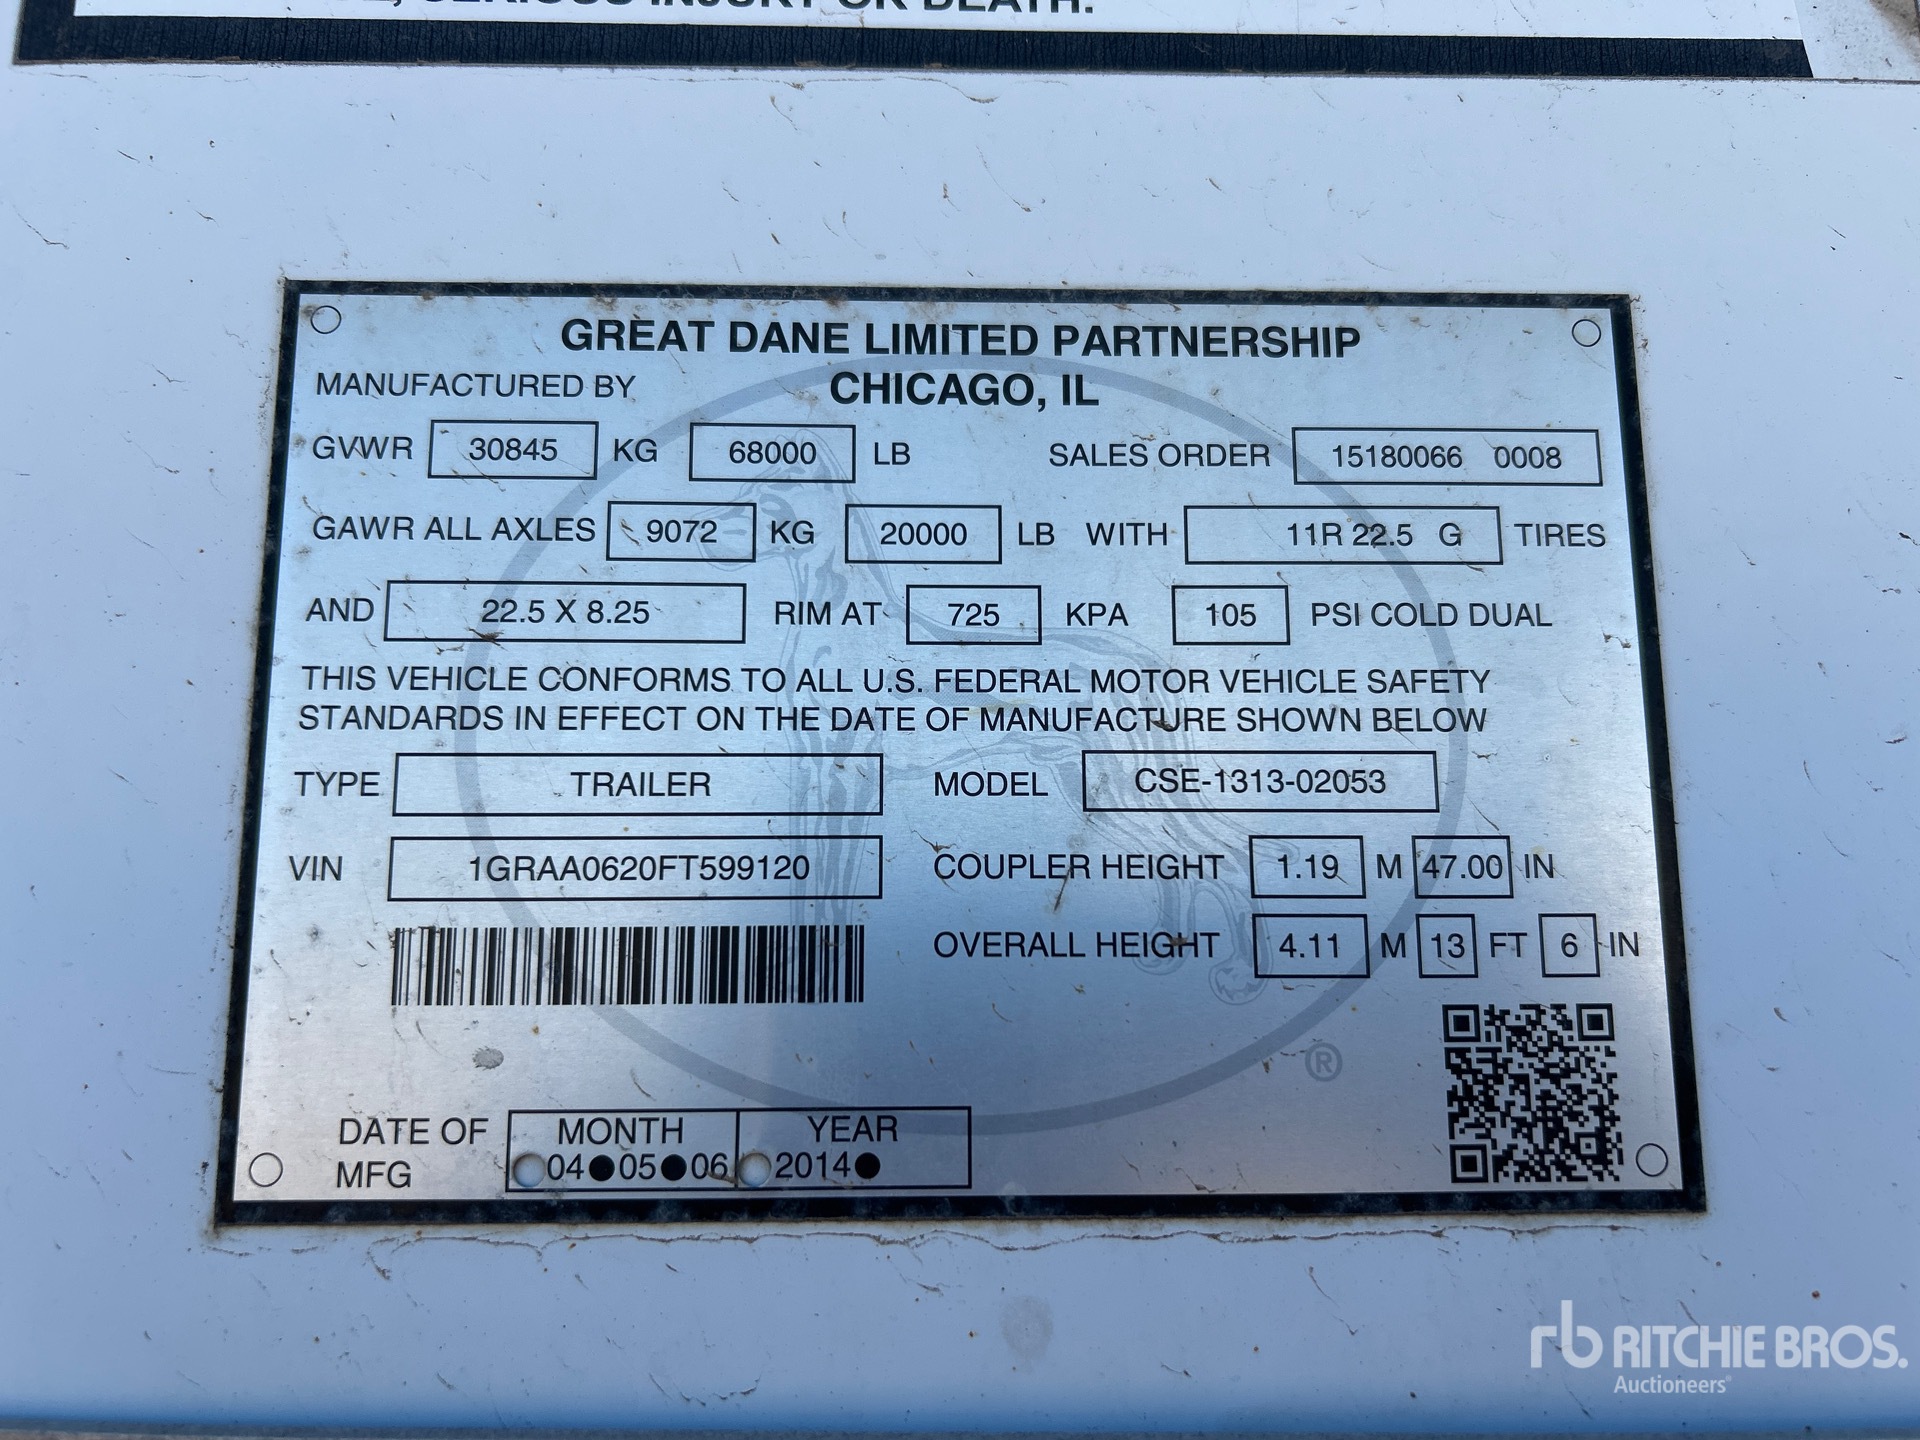 SERIOUS INJURY OR DEATH.
GREAT DANE LIMITED PARTNERSHIP
MANUFACTURED BY CHICAGO, IL
GVWR 30845 KG 68000 LB SALES ORDER 15180066 0008
GAWR ALL AXLES 9072 KG 20000 LB WITH 11R 22.5 G TIRES
AND 22.5 X 8.25 RIM AT 725 KPA 105 PSI COLD DUAL
THIS VEHICLE CONFORMS TO ALL U.S. FEDERAL MOTOR VEHICLE SAFETY
STANDARDS IN EFFECT ON THE DATE OF MANUFACTURE SHOWN BELOW
TYPE TRAILER MODEL CSE-1313-02053
VIN 1GRAA0620FT599120 COUPLER HEIGHT 1.19 M 47.00 IN
OVERALL HEIGHT 4.11 M 13 FT 6 IN
®
DATE OF MONTH YEAR
MFG 04 05 06 2014
rb RITCHIE BROS.
Auctioneers